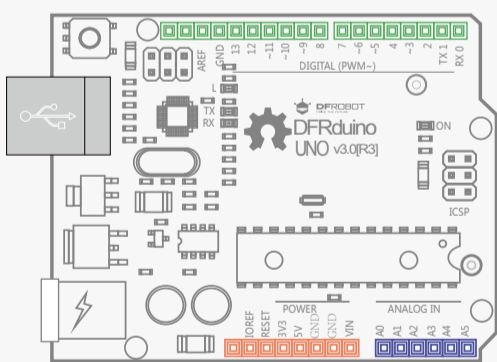 AREF
GND
13
12
~11
~10
~9
8
7
~6
~5
4
~3
2
TX 1
RX 0
DIGITAL (PWM~)
L
TX
RX
DFROBOT
DFRduino
UNO v3.0[R3]
ON
ICSP
POWER
ANALOG IN
IOREF
RESET
3V3
5V
GND
GND
VIN
A0
A1
A2
A3
A4
A5